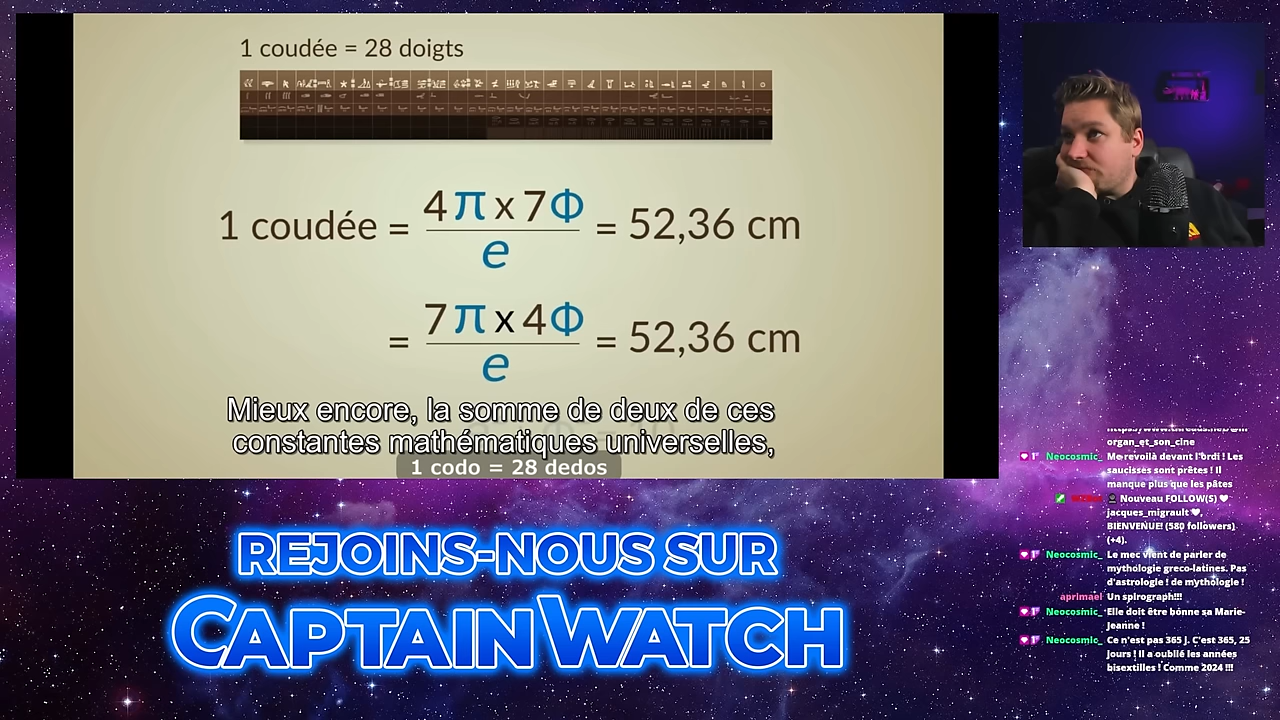 1 coudée = 28 doigts
1 coudée = 4π x 7Φ / e = 52,36 cm
= 7π x 4Φ / e = 52,36 cm
Mieux encore, la somme de deux de ces
constantes mathématiques universelles,
1 codo = 28 dedos
REJOINS-NOUS SUR
CAPTAINWATCH
organ_et_son_cine
Neocosmic_ Me revoilà devant l'ordi ! Les
saucisses sont prêtes ! Il
manque plus que les pâtes
Nouveau FOLLOW(S)
jacques_migrault
BIENVENUE! (580 followers)
(+4).
Neocosmic_ Le mec vient de parler de
mythologie greco-latines. Pas
d'astrologie ! de mythologie !
aprimael Un spirograph!!!
Neocosmic_ Elle doit être bonne sa Marie-
Jeanne !
Neocosmic_ Ce n'est pas 365 J. C'est 365, 25
Jours ! Il a oublié les années
bisextilles ! Comme 2024 !!!